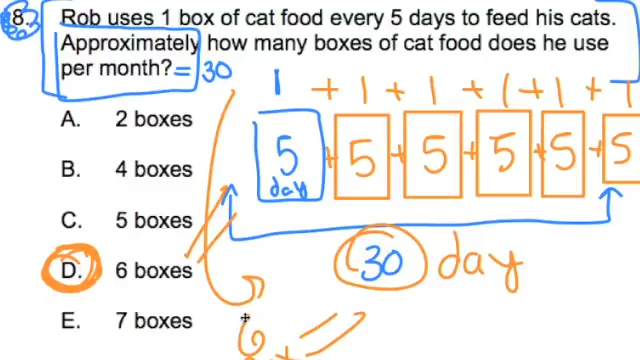 8. Rob uses 1 box of cat food every 5 days to feed his cats.
Approximately how many boxes of cat food does he use
per month? = 30
1 + 1 + 1 + 1 + 1 + 1
A. 2 boxes
5 + 5 + 5 + 5 + 5 + 5
day
B. 4 boxes
C. 5 boxes
D. 6 boxes
30 day
E. 7 boxes
6